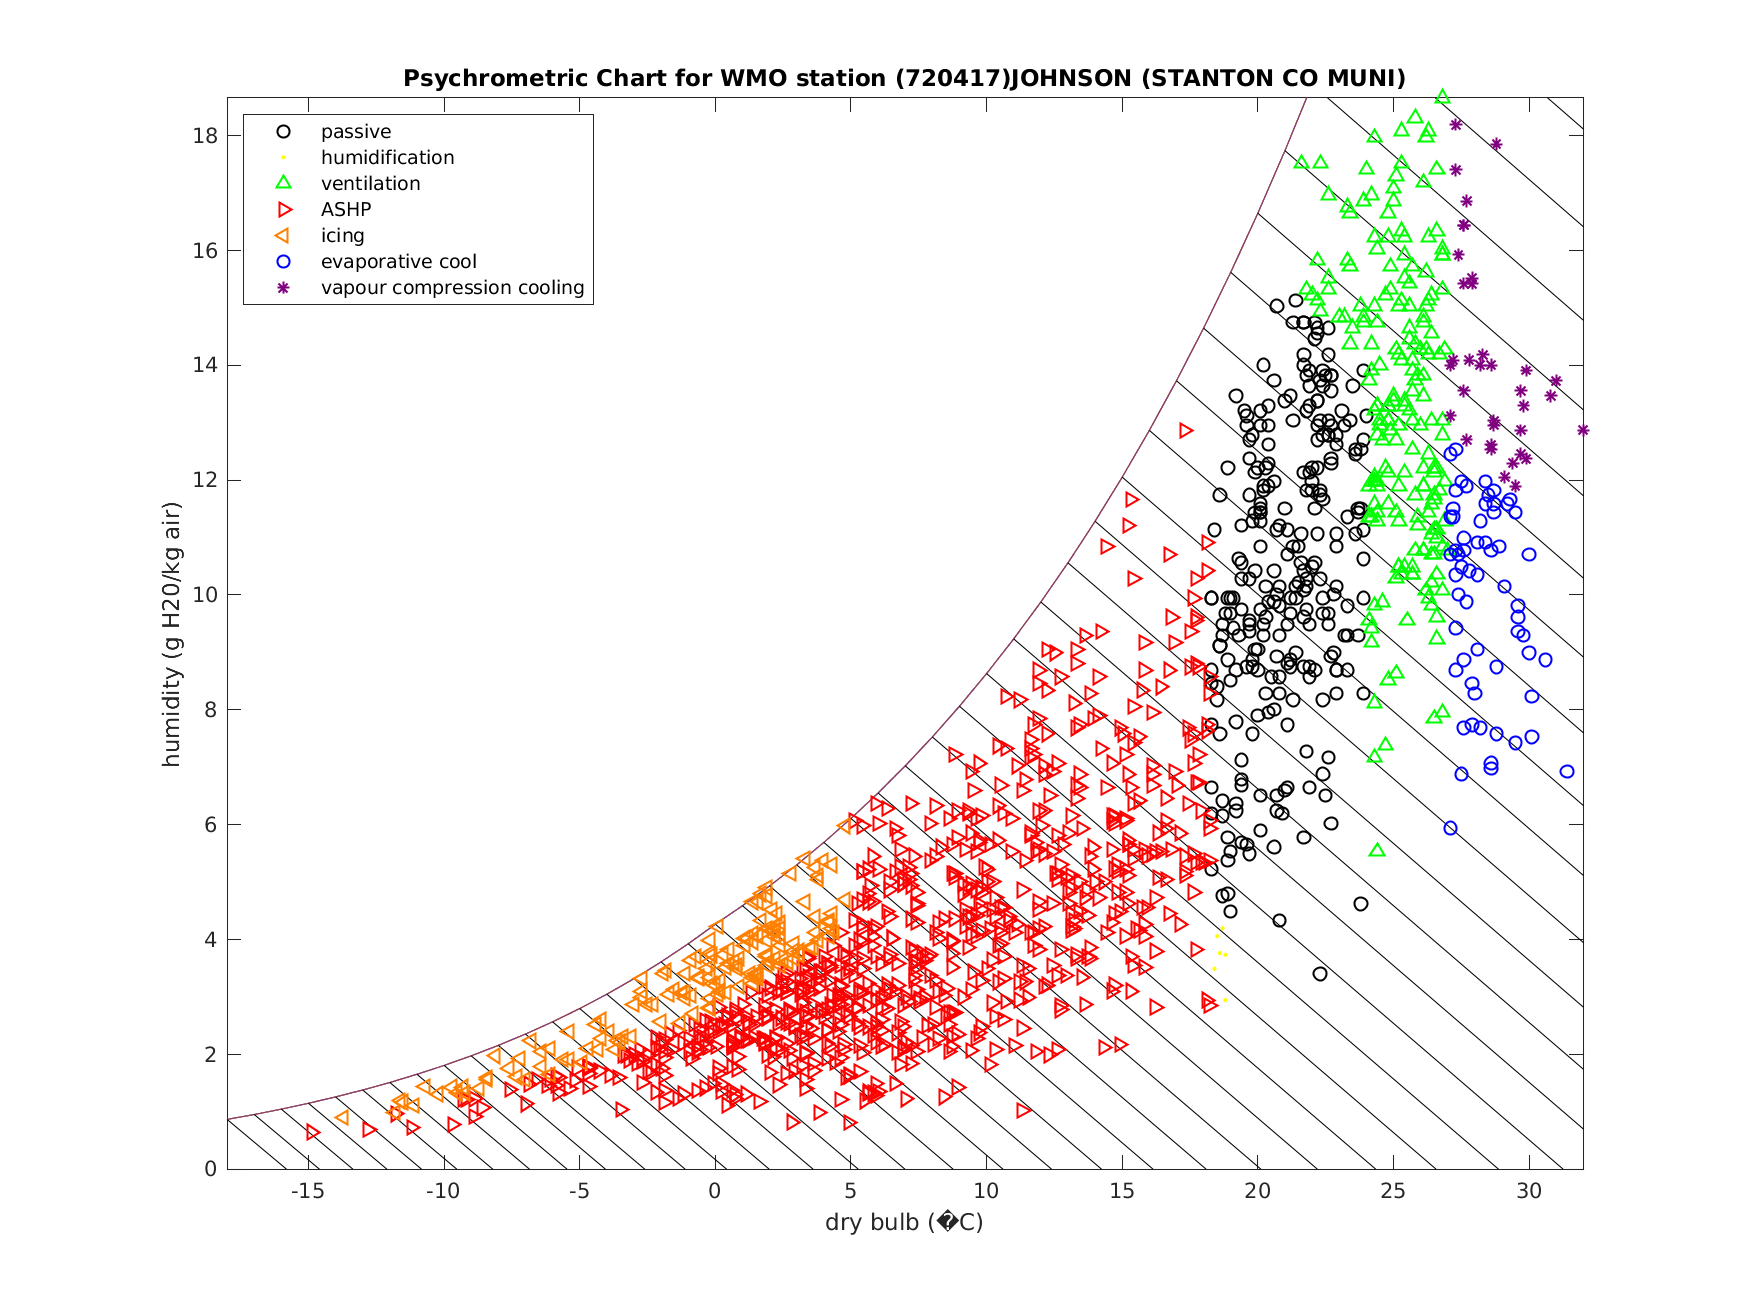 Psychrometric Chart for WMO station (720417)JOHNSON (STANTON CO MUNI)
passive
humidification
ventilation
ASHP
icing
evaporative cool
vapour compression cooling
humidity (g H20/kg air)
18
16
14
12
10
8
6
4
2
0
-15 -10 -5 0 5 10 15 20 25 30
dry bulb (�C)